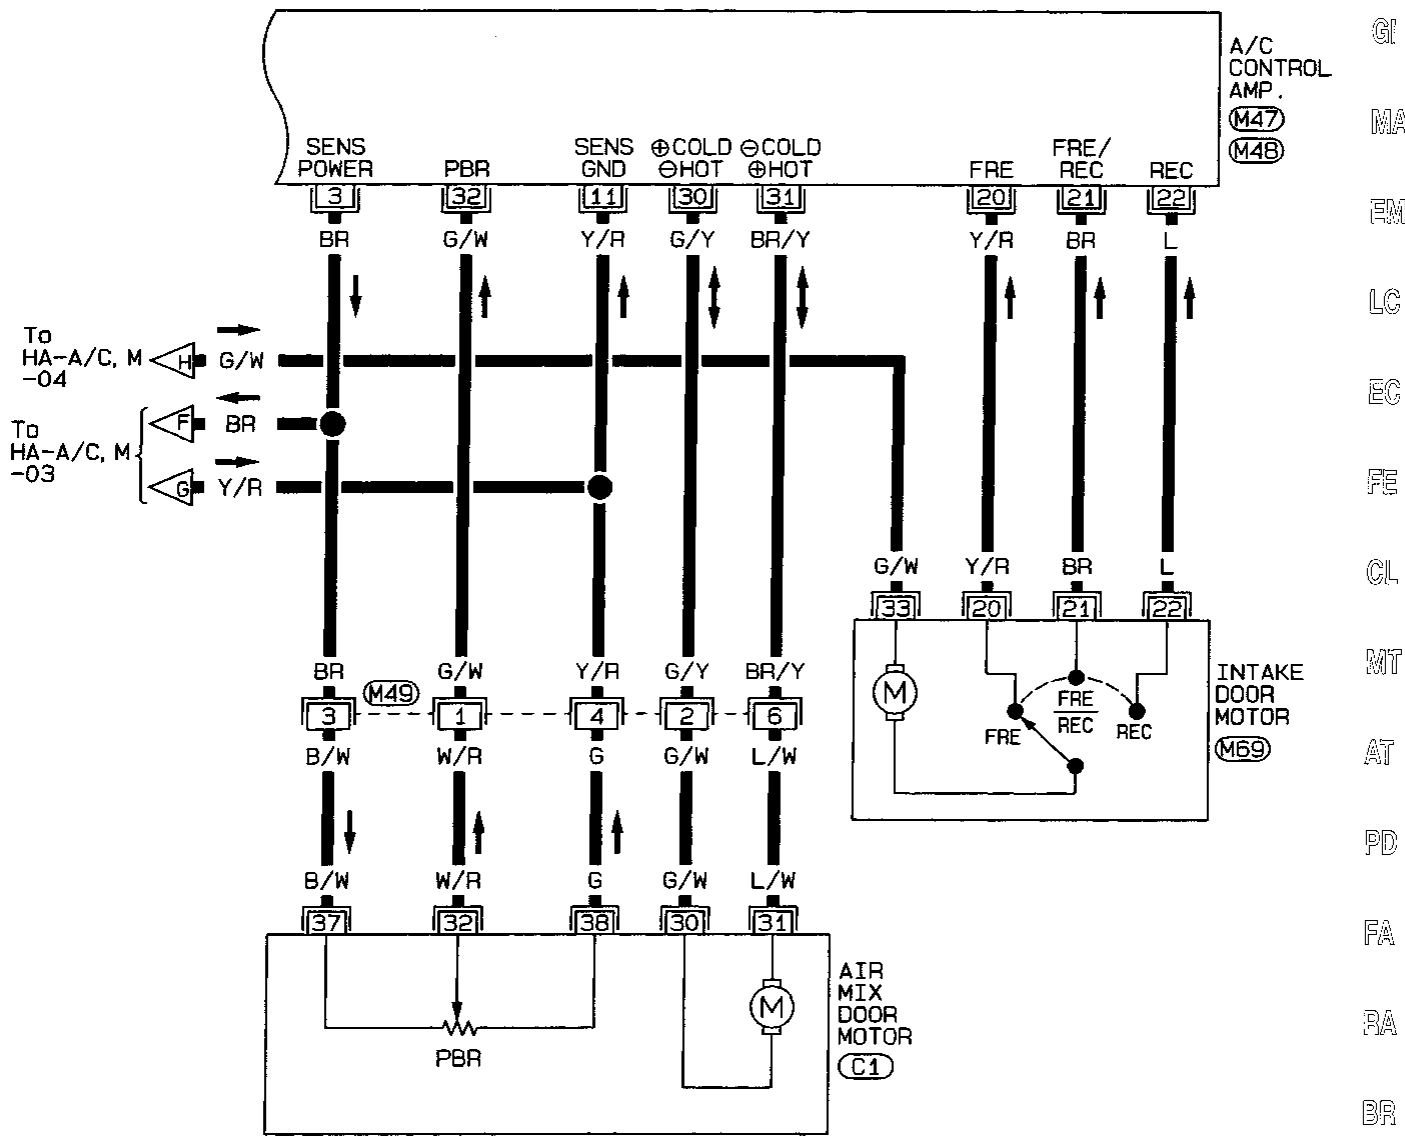 GI
A/C
CONTROL
AMP.
M47
M48
MA
SENS
POWER
PBR
SENS
GND
⊕COLD
⊖HOT
⊖COLD
⊕HOT
FRE
FRE/
REC
REC
3 32 11 30 31 20 21 22
BR G/W Y/R G/Y BR/Y Y/R BR L
EM
LC
To
HA-A/C, M
-04
H G/W
EC
To
HA-A/C, M
-03
F BR
G Y/R
FE
G/W Y/R BR L
CL
33 20 21 22
BR G/W Y/R G/Y BR/Y
MT
M49
3 1 4 2 6
M
FRE
FRE
REC
REC
INTAKE
DOOR
MOTOR
M69
B/W W/R G G/W L/W
AT
PD
B/W W/R G G/W L/W
37 32 38 30 31
FA
PBR
M
AIR
MIX
DOOR
MOTOR
C1
RA
BR